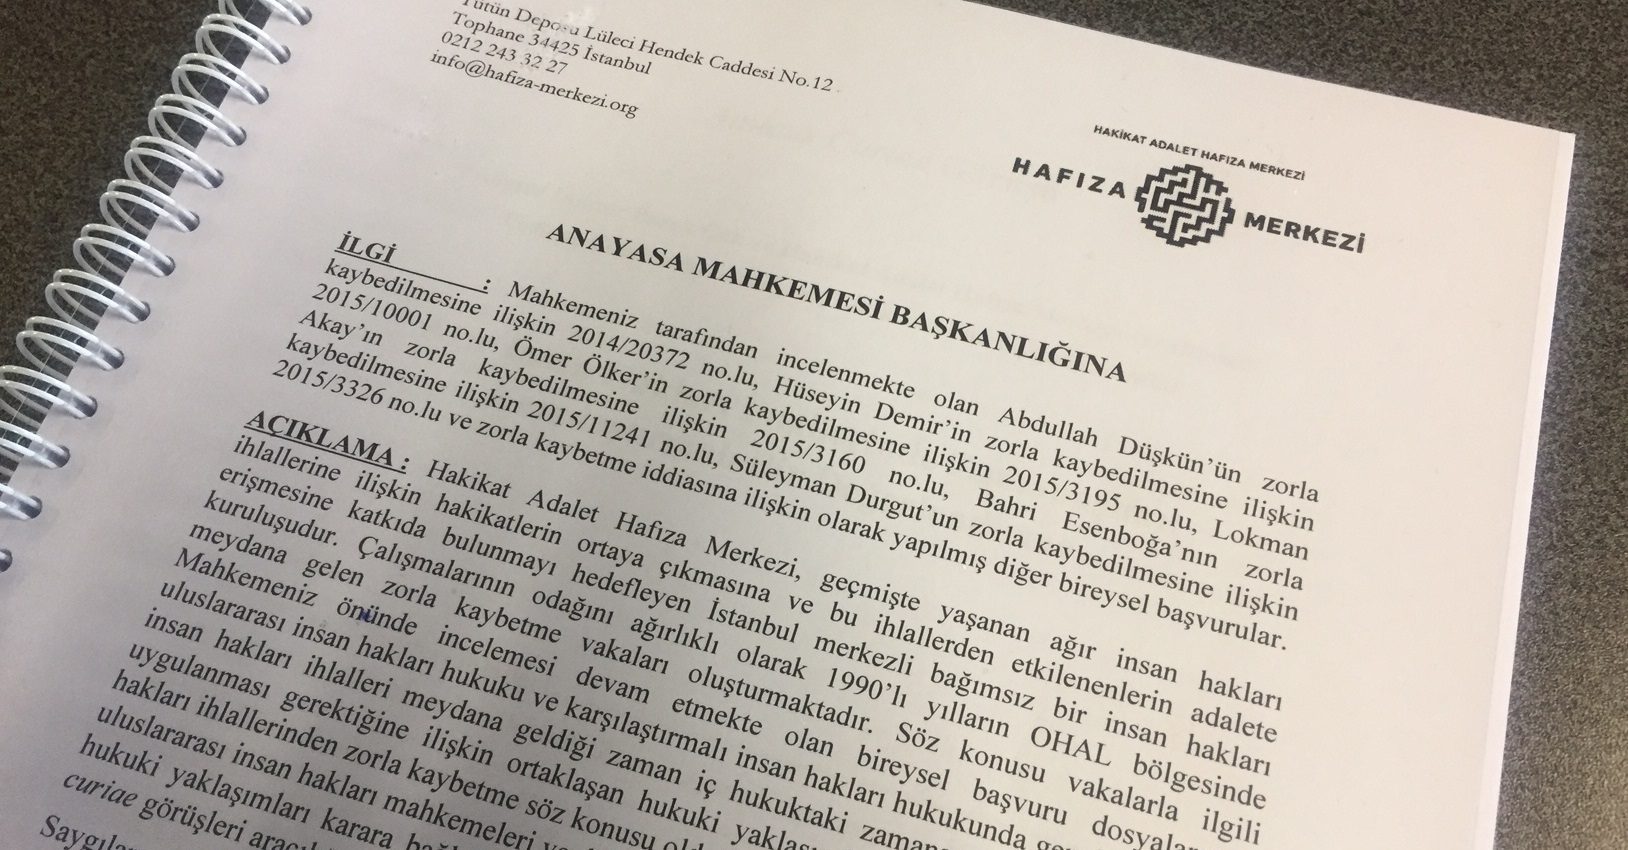 Tütün Deposu Lüleci Hendek Caddesi No.12
Tophane 34425 İstanbul
0212 243 32 27
info@hafiza-merkezi.org
HAKİKAT ADALET HAFIZA MERKEZİ
HAFIZA MERKEZİ
ANAYASA MAHKEMESİ BAŞKANLIĞINA
İLGİ : Mahkemeniz tarafından incelenmekte olan Abdullah Düşkün'ün zorla
kaybedilmesine ilişkin 2014/20372 no.lu, Hüseyin Demir'in zorla kaybedilmesine ilişkin
2015/10001 no.lu, Ömer Ölker'in zorla kaybedilmesine ilişkin 2015/3195 no.lu, Lokman
Akay'ın zorla kaybedilmesine ilişkin 2015/3160 no.lu, Bahri Esenboğa'nın zorla
kaybedilmesine ilişkin 2015/11241 no.lu, Süleyman Durgut'un zorla kaybedilmesine ilişkin
2015/3326 no.lu ve zorla kaybetme iddiasına ilişkin olarak yapılmış diğer bireysel başvurular.
AÇIKLAMA : Hakikat Adalet Hafıza Merkezi, geçmişte yaşanan ağır insan hakları
ihlallerine ilişkin hakikatlerin ortaya çıkmasına ve bu ihlallerden etkilenenlerin adalete
erişmesine katkıda bulunmayı hedefleyen İstanbul merkezli bağımsız bir insan hakları
kuruluşudur. Çalışmalarının odağını ağırlıklı olarak 1990'lı yılların OHAL bölgesinde
meydana gelen zorla kaybetme vakaları oluşturmaktadır. Söz konusu vakalarla ilgili
Mahkemeniz önünde incelemesi devam etmekte olan bireysel başvuru
uluslararası insan hakları hukuku ve karşılaştırmalı insan hakları hukukunda
insan hakları ihlalleri meydana geldiği zaman iç hukuktaki
uygulanması gerektiğine ilişkin ortaklaşan hukuki
hakları ihlallerinden zorla kaybetme söz konusu
uluslararası insan hakları mahkemeleri
hukuki yaklaşımları karara
curiae görüşleri